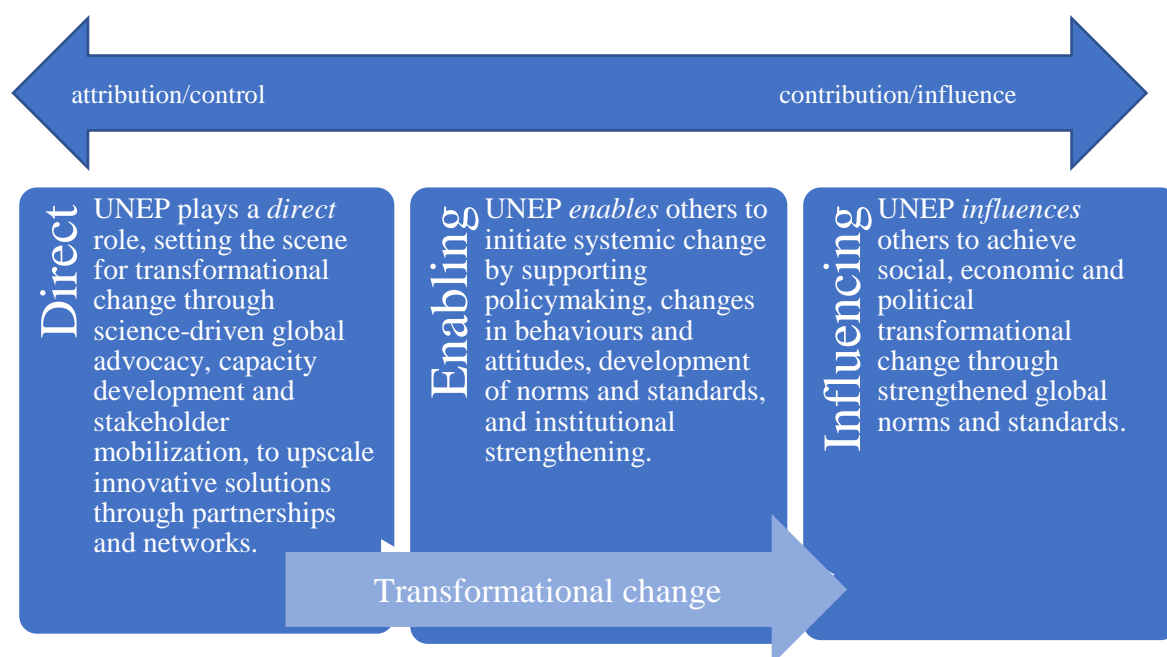 attribution/control
contribution/influence
Direct
UNEP plays a direct
role, setting the scene
for transformational
change through
science-driven global
advocacy, capacity
development and
stakeholder
mobilization, to upscale
innovative solutions
through partnerships
and networks.
Enabling
UNEP enables others to
initiate systemic change
by supporting
policymaking, changes
in behaviours and
attitudes, development
of norms and standards,
and institutional
strengthening.
Influencing
UNEP influences
others to achieve
social, economic and
political
transformational
change through
strengthened global
norms and standards.
Transformational change